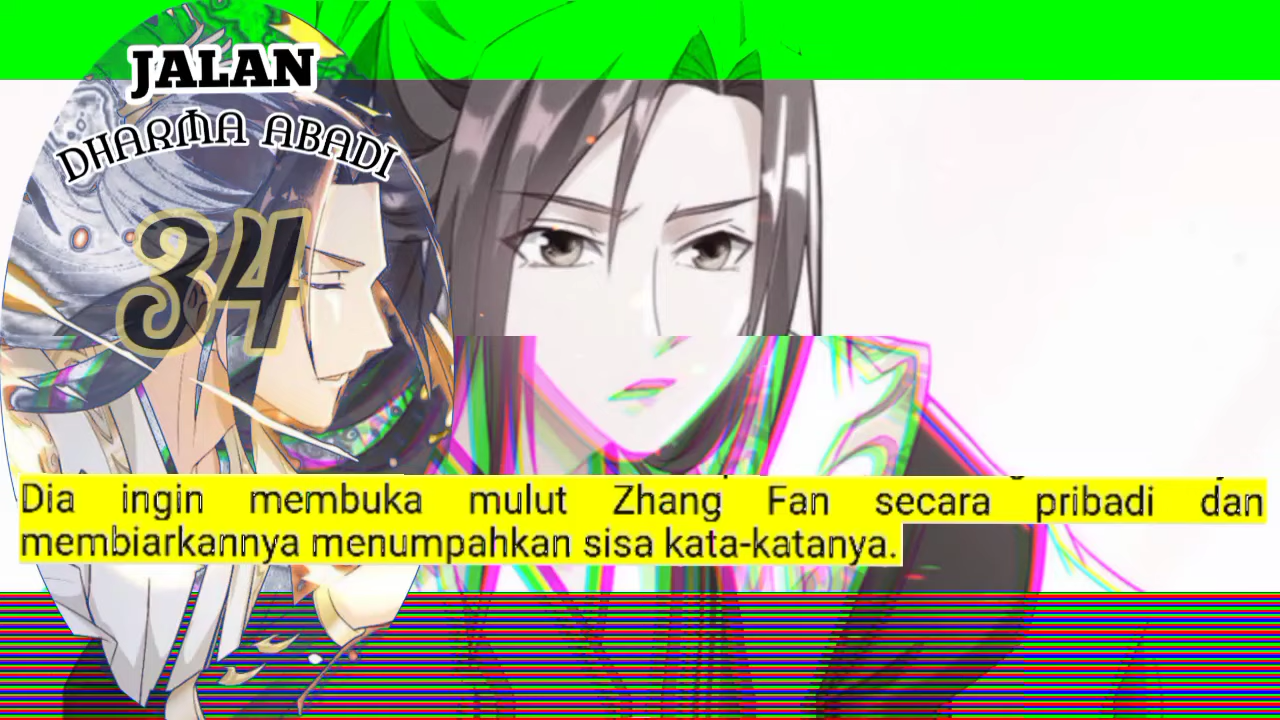 JALAN
DHARMA ABADI
34
Dia ingin membuka mulut Zhang Fan secara pribadi dan
membiarkannya menumpahkan sisa kata-katanya.